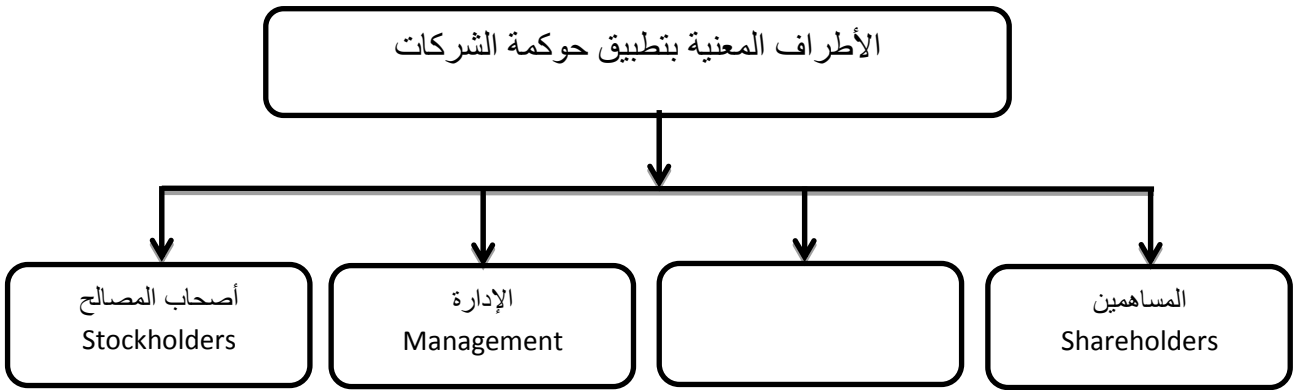 الأطراف المعنية بتطبيق حوكمة الشركات
المساهمين
Shareholders
الإدارة
Management
أصحاب المصالح
Stockholders